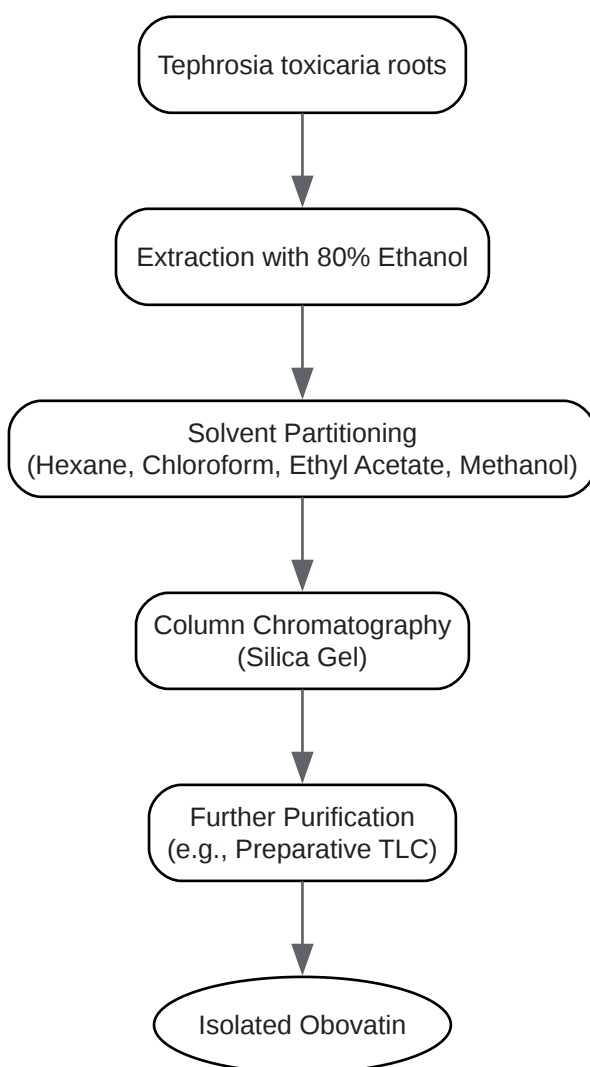 Tephrosia toxicaria roots
Extraction with 80% Ethanol
Solvent Partitioning
(Hexane, Chloroform, Ethyl Acetate, Methanol)
Column Chromatography
(Silica Gel)
Further Purification
(e.g., Preparative TLC)
Isolated Obovatin